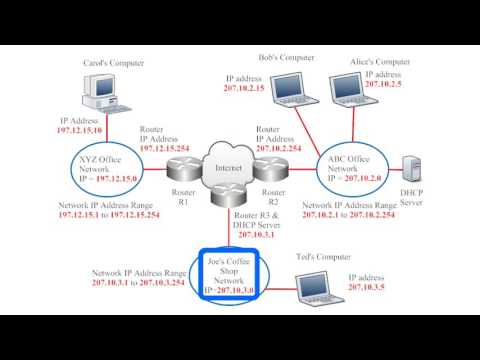 Bob's Computer
Alice's Computer
Carol's Computer
IP address
207.10.2.15
IP address
207.10.2.5
IP Address
197.12.15.10
Router
IP Address
197.12.15.254
Router
IP Address
207.10.2.254
XYZ Office
Network
IP = 197.12.15.0
Internet
ABC Office
Network
IP = 207.10.2.0
Router
R1
Router
R2
DHCP
Server
Network IP Address Range
197.12.15.1 to 197.12.15.254
Router R3 &
DHCP Server
207.10.3.1
Network IP Address Range
207.10.2.1 to 207.10.2.254
Joe's Coffee
Shop
Network
IP=207.10.3.0
Network IP Address Range
207.10.3.1 to 207.10.3.254
Ted's Computer
IP address
207.10.3.5